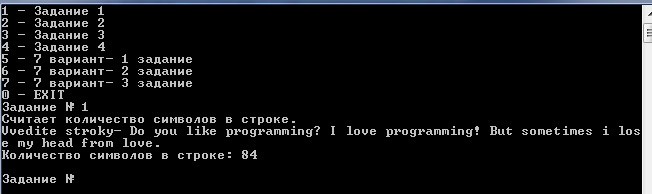 1 - Задание 1
2 - Задание 2
3 - Задание 3
4 - Задание 4
5 - 7 вариант- 1 задание
6 - 7 вариант- 2 задание
7 - 7 вариант- 3 задание
0 - EXIT
Задание № 1
Считает количество символов в строке.
Vvedite stroky- Do you like programming? I love programming! But sometimes i los
e my head from love.
Количество символов в строке: 84
Задание №